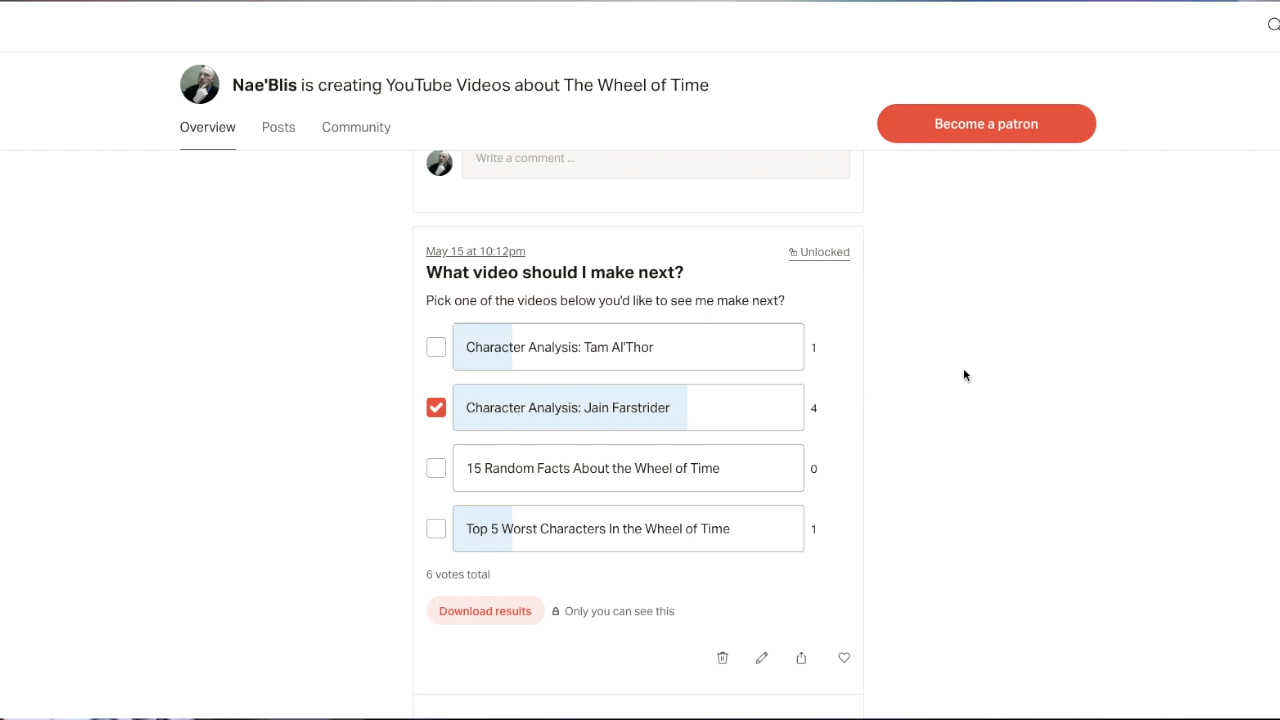 Nae'Blis is creating YouTube Videos about The Wheel of Time
Overview Posts Community
Become a patron
Write a comment ...
May 15 at 10:12pm
Unlocked
What video should I make next?
Pick one of the videos below you'd like to see me make next?
Character Analysis: Tam Al'Thor 1
Character Analysis: Jain Farstrider 4
15 Random Facts About the Wheel of Time 0
Top 5 Worst Characters In the Wheel of Time 1
6 votes total
Download results Only you can see this